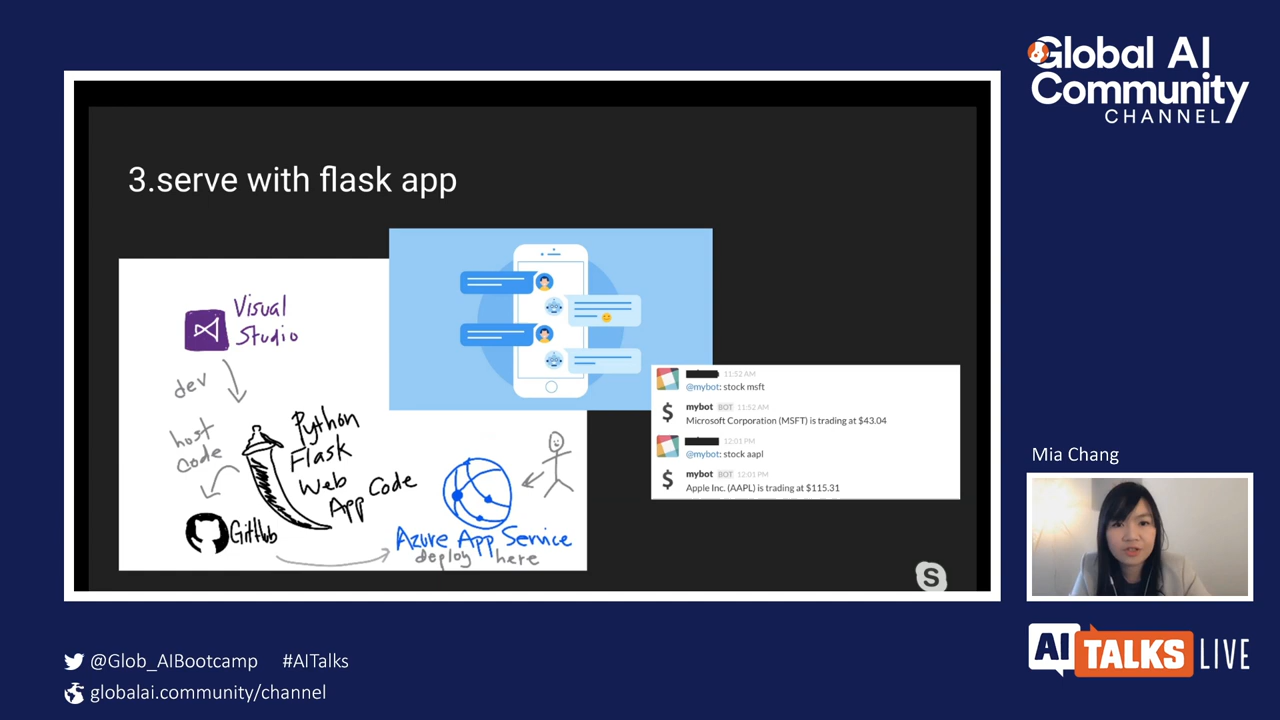 Global AI
Community
CHANNEL
3.serve with flask app
Visual
Studio
dev
host
code
Python
Flask
Web
App Code
GitHub
Azure App Service
deploy here
11:52 AM
@mybot: stock msft
mybot BOT 11:52 AM
Microsoft Corporation (MSFT) is trading at $43.04
12:01 PM
@mybot: stock aapl
mybot BOT 12:01 PM
Apple Inc. (AAPL) is trading at $115.31
$
$
S
Mia Chang
AI TALKS LIVE
@Glob_AIBootcamp #AITalks
globalai.community/channel